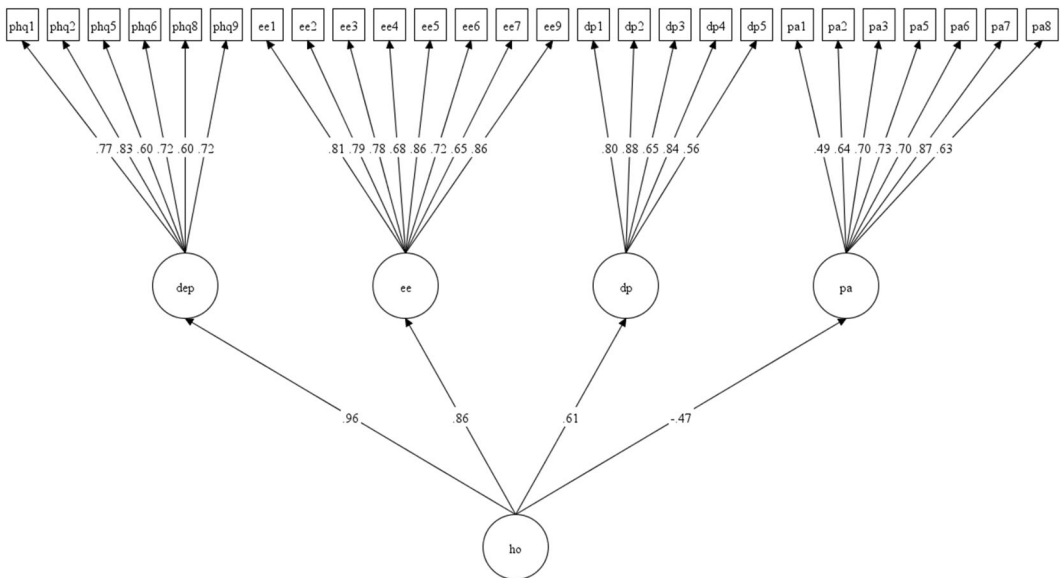 phq1 phq2 phq5 phq6 phq8 phq9 ee1 ee2 ee3 ee4 ee5 ee6 ee7 ee9 dp1 dp2 dp3 dp4 dp5 pa1 pa2 pa3 pa5 pa6 pa7 pa8
.77 .83 .60 .72 .60 .72 .81 .79 .78 .68 .86 .72 .65 .86 .80 .88 .65 .84 .56 .49 .64 .70 .73 .70 .87 .63
dep ee dp pa
.96 .86 .61 -.47
ho